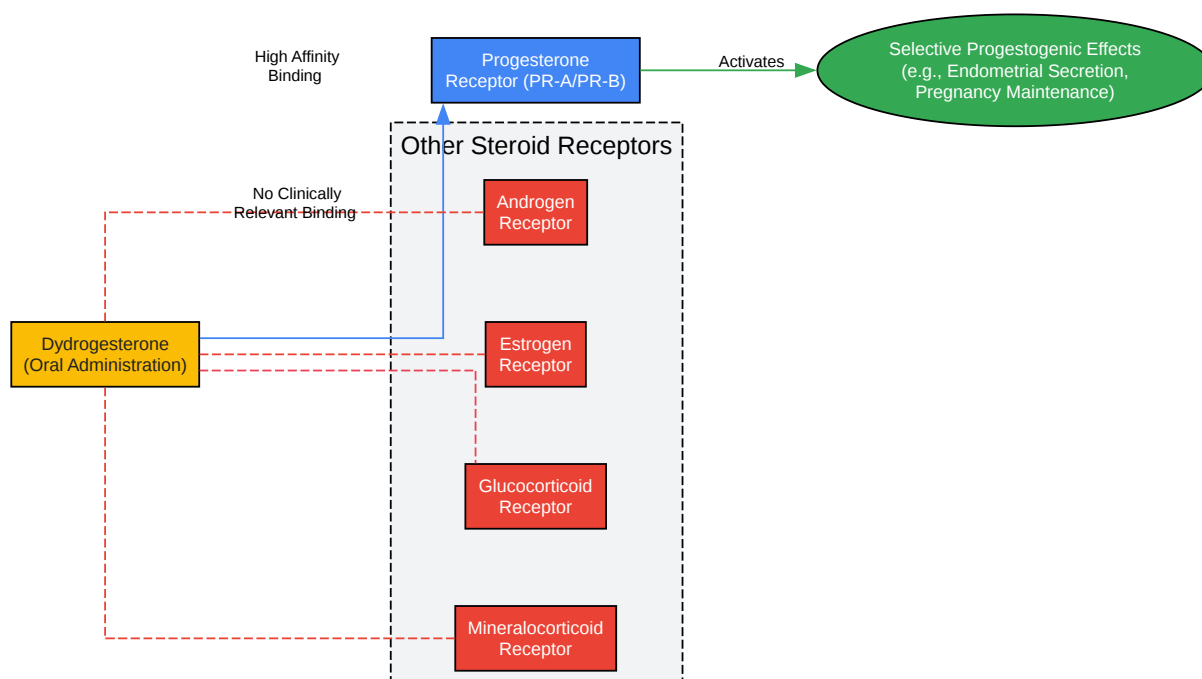 High Affinity
Binding
Progesterone
Receptor (PR-A/PR-B)
Activates
Selective Progestogenic Effects
(e.g., Endometrial Secretion,
Pregnancy Maintenance)
Other Steroid Receptors
No Clinically
Relevant Binding
Androgen
Receptor
Dydrogesterone
(Oral Administration)
Estrogen
Receptor
Glucocorticoid
Receptor
Mineralocorticoid
Receptor